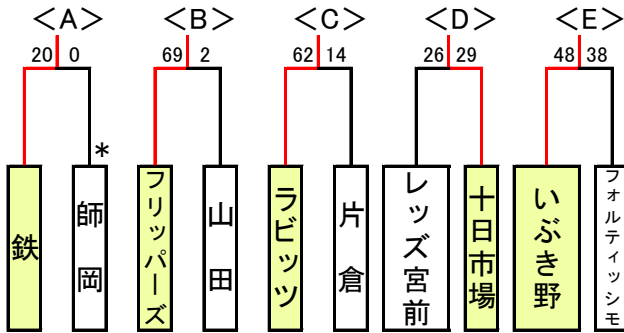 <A> <B> <C> <D> <E>
20 0 69 2 62 14 26 29 48 38
*
鉄
師岡
フリッパーズ
山田
ラビッツ
片倉
レッズ宮前
十日市場
いぶき野
フォルティッシモ